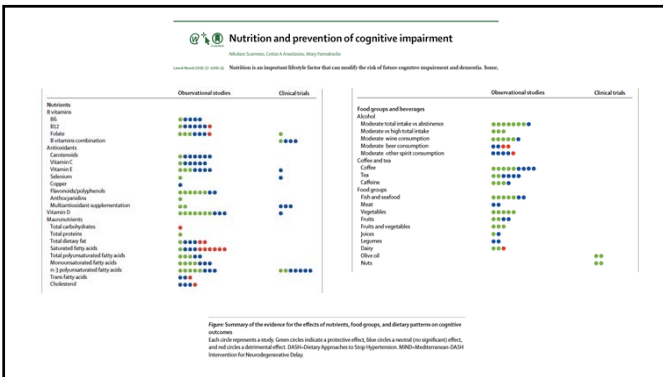 Nutrition and prevention of cognitive impairment
Nikolaos Scarmeas, Costas A Anastasiou, Mary Yannakoulia
Nutrition is an important lifestyle factor that can modify the risk of future cognitive impairment and dementia. Some,
Observational studies Clinical trials
Nutrients
B vitamins
B6
B12
Folate
B vitamins combination
Antioxidants
Carotenoids
Vitamin C
Vitamin E
Selenium
Copper
Flavonoids/polyphenols
Anthocyanidins
Multiantioxidant supplementation
Vitamin D
Macronutrients
Total carbohydrates
Total proteins
Total dietary fat
Saturated fatty acids
Total polyunsaturated fatty acids
Monounsaturated fatty acids
n-3 polyunsaturated fatty acids
Trans fatty acids
Cholesterol
Observational studies Clinical trials
Food groups and beverages
Alcohol
Moderate total intake vs abstinence
Moderate vs high total intake
Moderate wine consumption
Moderate beer consumption
Moderate other spirit consumption
Coffee and tea
Coffee
Tea
Caffeine
Food groups
Fish and seafood
Meat
Vegetables
Fruits
Fruits and vegetables
Juices
Legumes
Dairy
Olive oil
Nuts
Figure: Summary of the evidence for the effects of nutrients, food groups, and dietary patterns on cognitive
outcomes
Each circle represents a study. Green circles indicate a protective effect, blue circles a neutral (no significant) effect,
and red circles a detrimental effect. DASH=Dietary Approaches to Stop Hypertension. MIND=Mediterranean-DASH
Intervention for Neurodegenerative Delay.